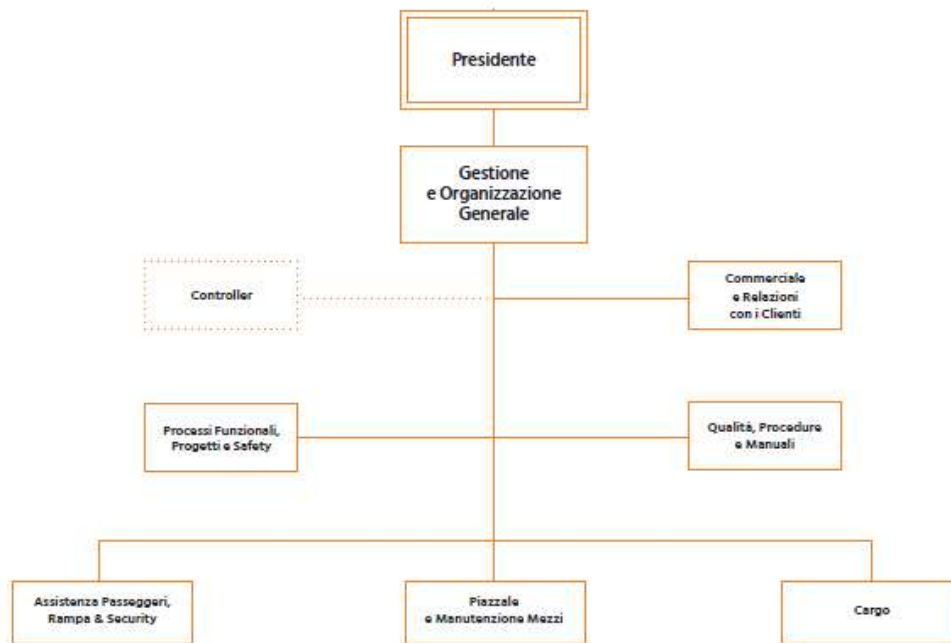 Presidente
Gestione
e Organizzazione
Generale
Controller
Commerciale
e Relazioni
con i Clienti
Processi Funzionali,
Progetti e Safety
Qualità, Procedure
e Manuali
Assistenza Passeggeri,
Rampa & Security
Piazzale
e Manutenzione Mezzi
Cargo